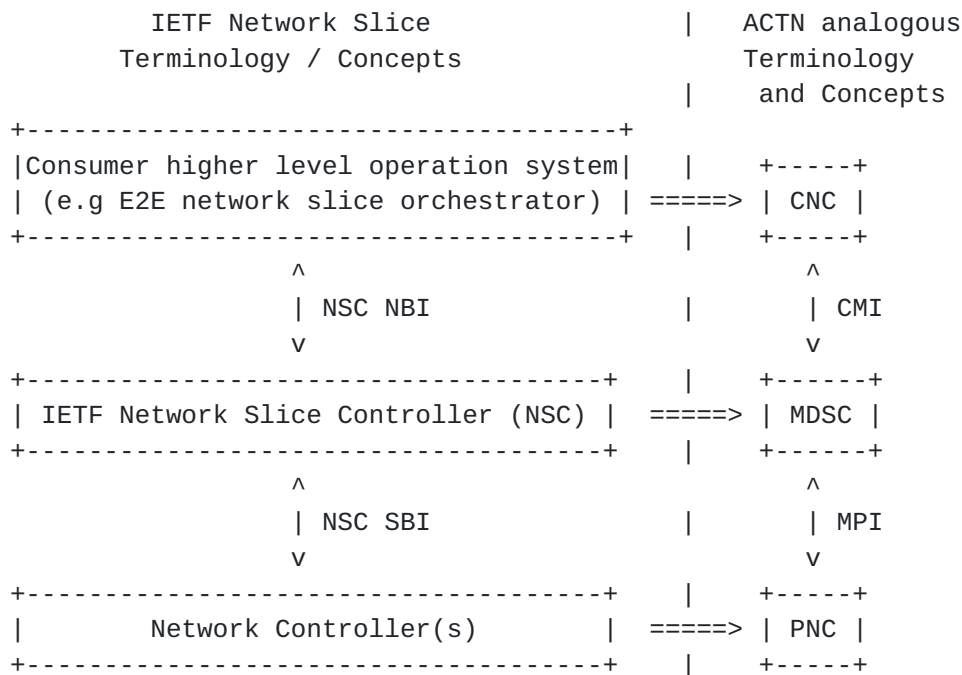 IETF Network Slice | ACTN analogous
Terminology / Concepts Terminology
| and Concepts
+---------------------------------------+
|Consumer higher level operation system| | +-----+
| (e.g E2E network slice orchestrator) | =====> | CNC |
+---------------------------------------+ | +-----+
^ ^
| NSC NBI | | CMI
v v
+-------------------------------------+ | +------+
| IETF Network Slice Controller (NSC) | =====> | MDSC |
+-------------------------------------+ | +------+
^ ^
| NSC SBI | | MPI
v v
+-------------------------------------+ | +-----+
| Network Controller(s) | =====> | PNC |
+-------------------------------------+ | +-----+